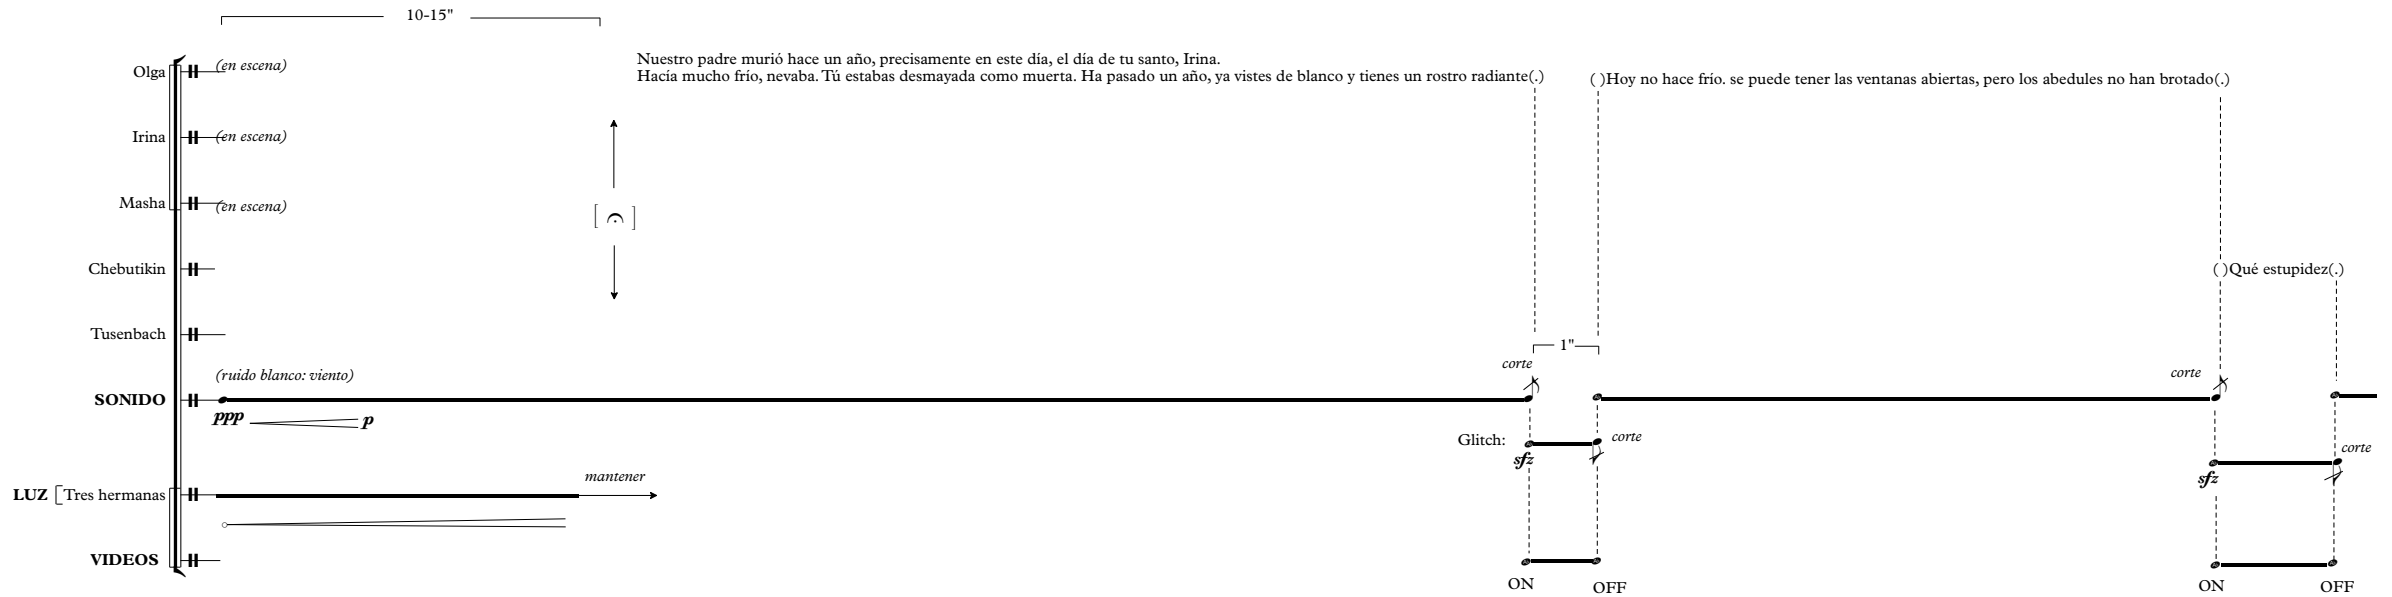 10-15"
Nuestro padre murió hace un año, precisamente en este día, el día de tu santo, Irina.
Hacía mucho frío, nevaba. Tú estabas desmayada como muerta. Ha pasado un año, ya vistes de blanco y tienes un rostro radiante(.)
( )Hoy no hace frío. se puede tener las ventanas abiertas, pero los abedules no han brotado(.)
Olga
(en escena)
Irina
(en escena)
Masha
(en escena)
Chebutikin
( )Qué estupidez(.)
Tusenbach
1"
corte
corte
(ruido blanco: viento)
SONIDO
ppp
p
Glitch:
corte
sfz
corte
sfz
mantener
LUZ [Tres hermanas
VIDEOS
ON
OFF
ON
OFF